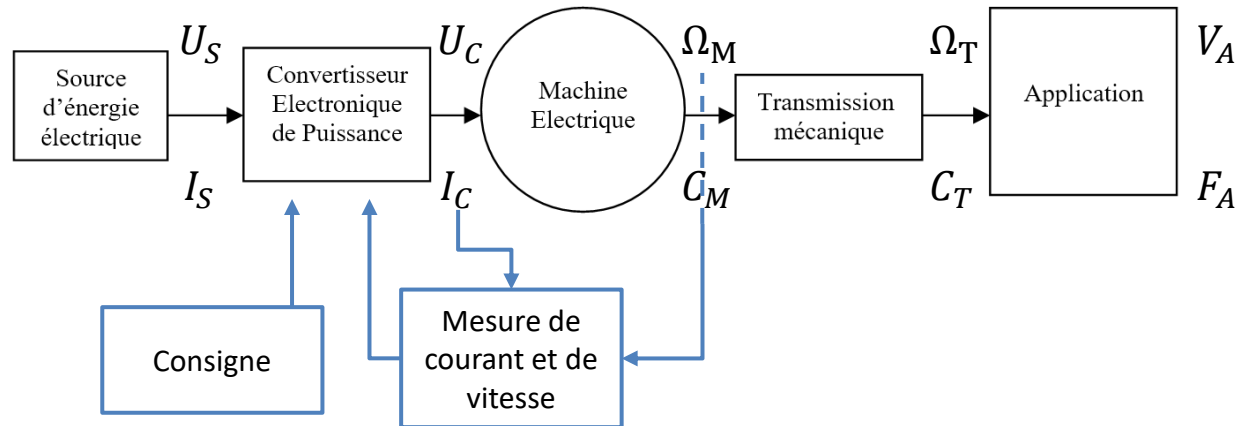 U_S
U_C
Ω_M
Ω_T
V_A
Source
d'énergie
électrique
Convertisseur
Electronique
de Puissance
Machine
Electrique
Transmission
mécanique
Application
I_S
I_C
C_M
C_T
F_A
Consigne
Mesure de
courant et de
vitesse